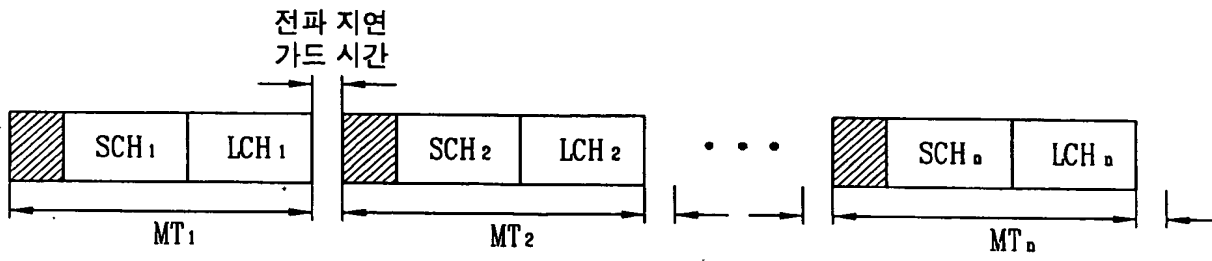 전파 지연
가드 시간
SCH₁ LCH₁ SCH₂ LCH₂ • • • SCHₙ LCHₙ
MT₁ MT₂ MTₙ